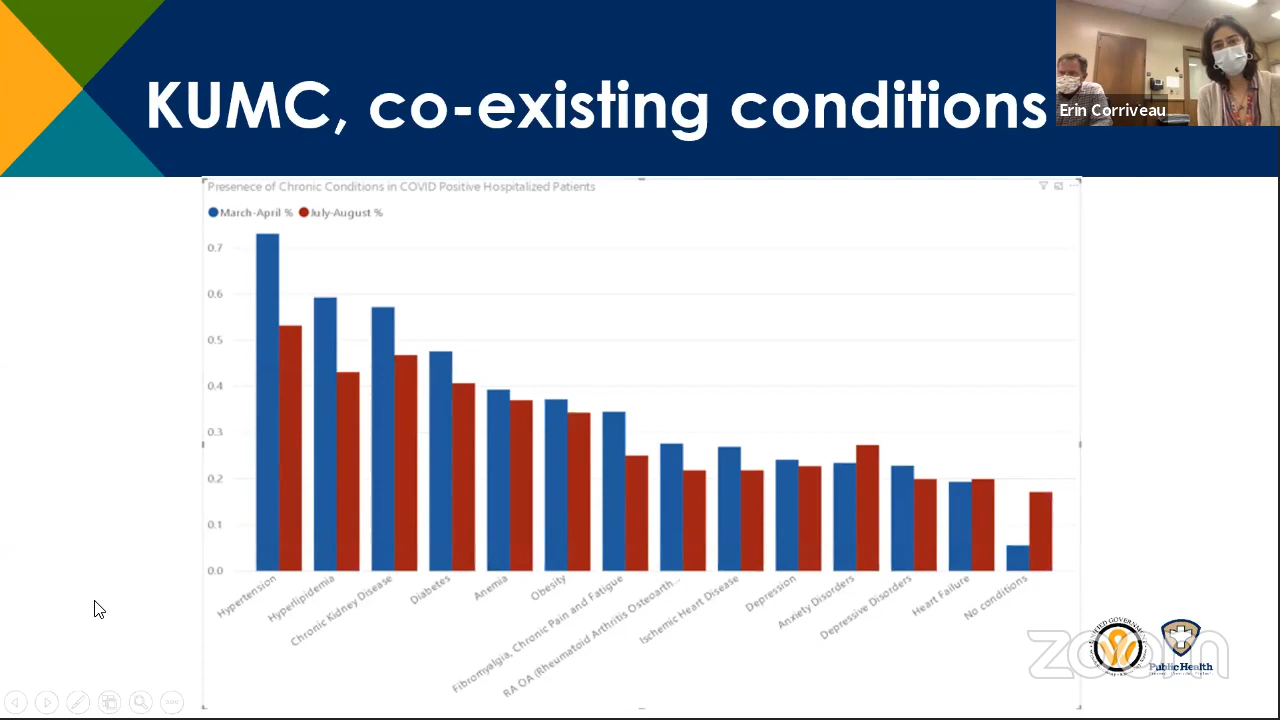 KUMC, co-existing conditions
Erin Corriveau
Presenece of Chronic Conditions in COVID Positive Hospitalized Patients
March-April % July-August %
0.7
0.6
0.5
0.4
0.3
0.2
0.1
0.0
Hypertension
Hyperlipidemia
Chronic Kidney Disease
Diabetes
Anemia
Obesity
Fibromyalgia, Chronic Pain and Fatigue
RA OA (Rheumatoid Arthritis Osteoarth...
Ischemic Heart Disease
Depression
Anxiety Disorders
Depressive Disorders
Heart Failure
No conditions
zoom
Public Health